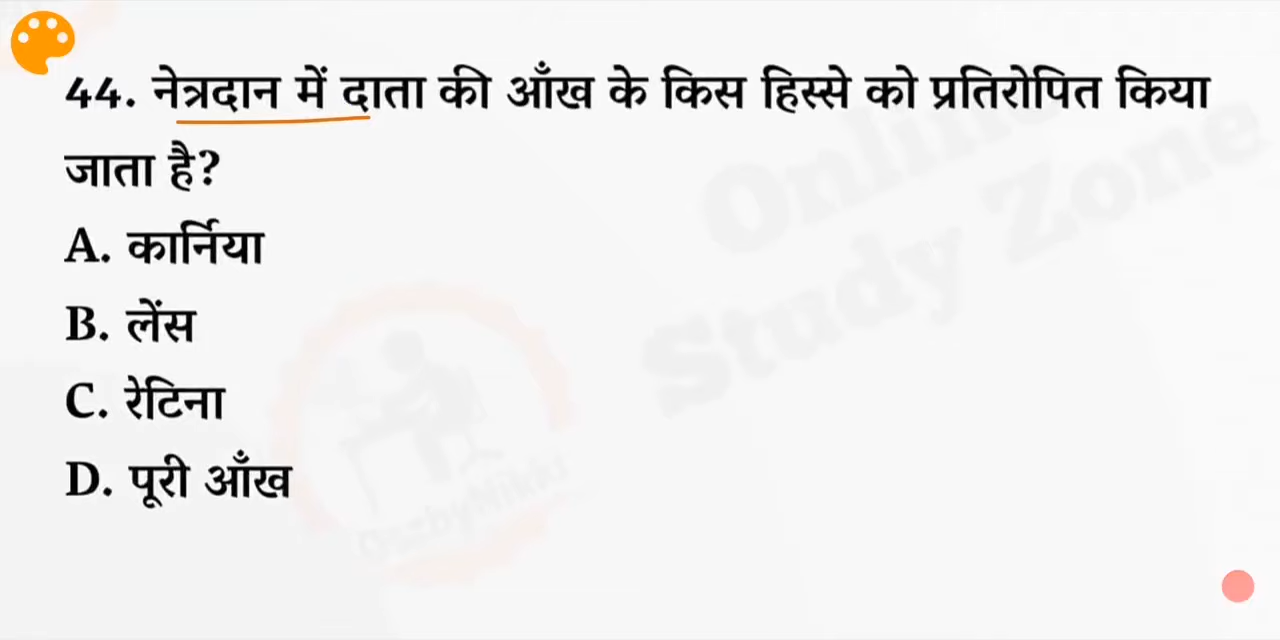 44. नेत्रदान में दाता की आँख के किस हिस्से को प्रतिरोपित किया
जाता है?
A. कार्निया
B. लेंस
C. रेटिना
D. पूरी आँख
Online
Study Zone